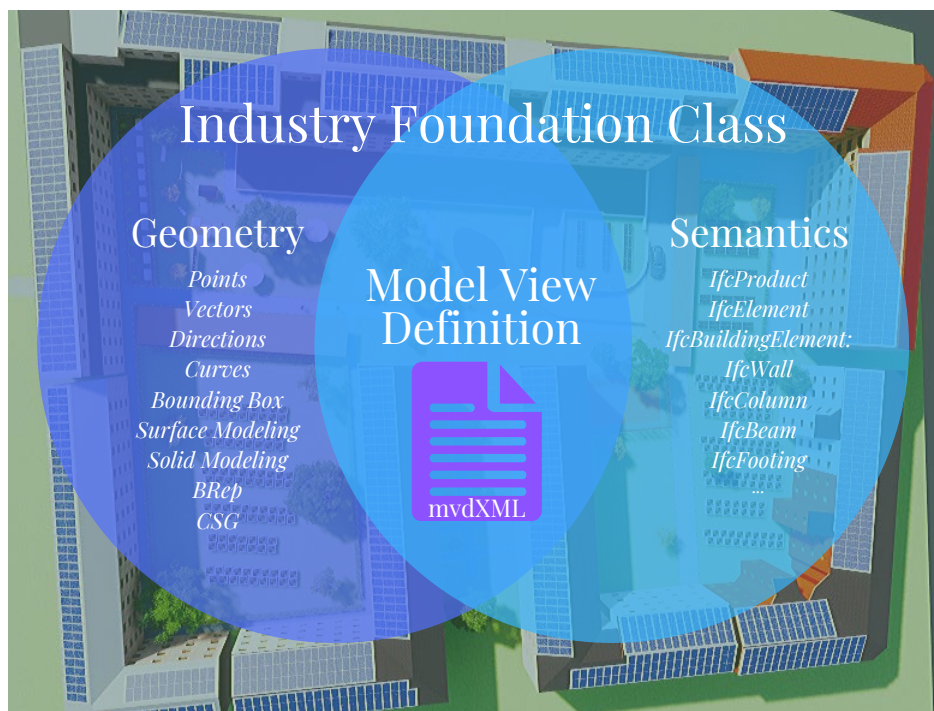 Industry Foundation Class
Geometry
Points
Vectors
Directions
Curves
Bounding Box
Surface Modeling
Solid Modeling
BRep
CSG
Model View
Definition
mvdXML
Semantics
IfcProduct
IfcElement
IfcBuildingElement:
IfcWall
IfcColumn
IfcBeam
IfcFooting
...